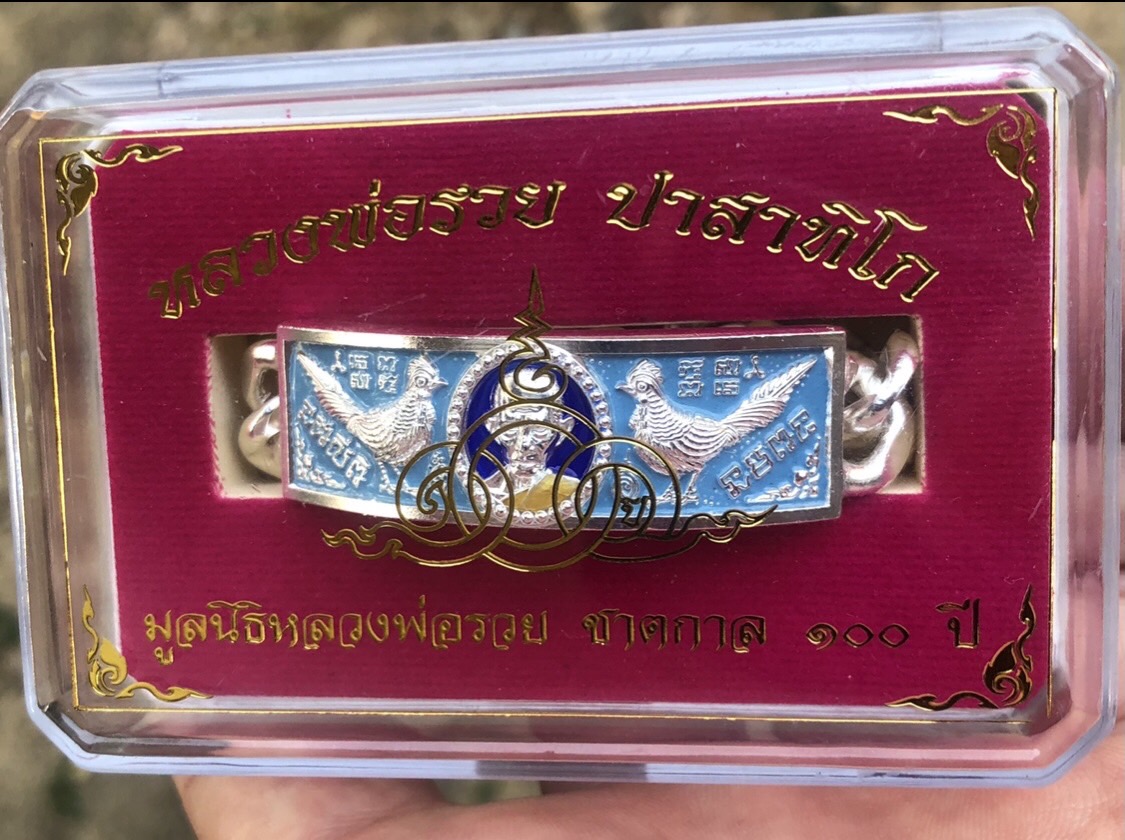 หลวงพ่อรวย ปาสาทิโก
มูลนิธิหลวงพ่อรวย ชาตกาล ๑๐๐ ปี